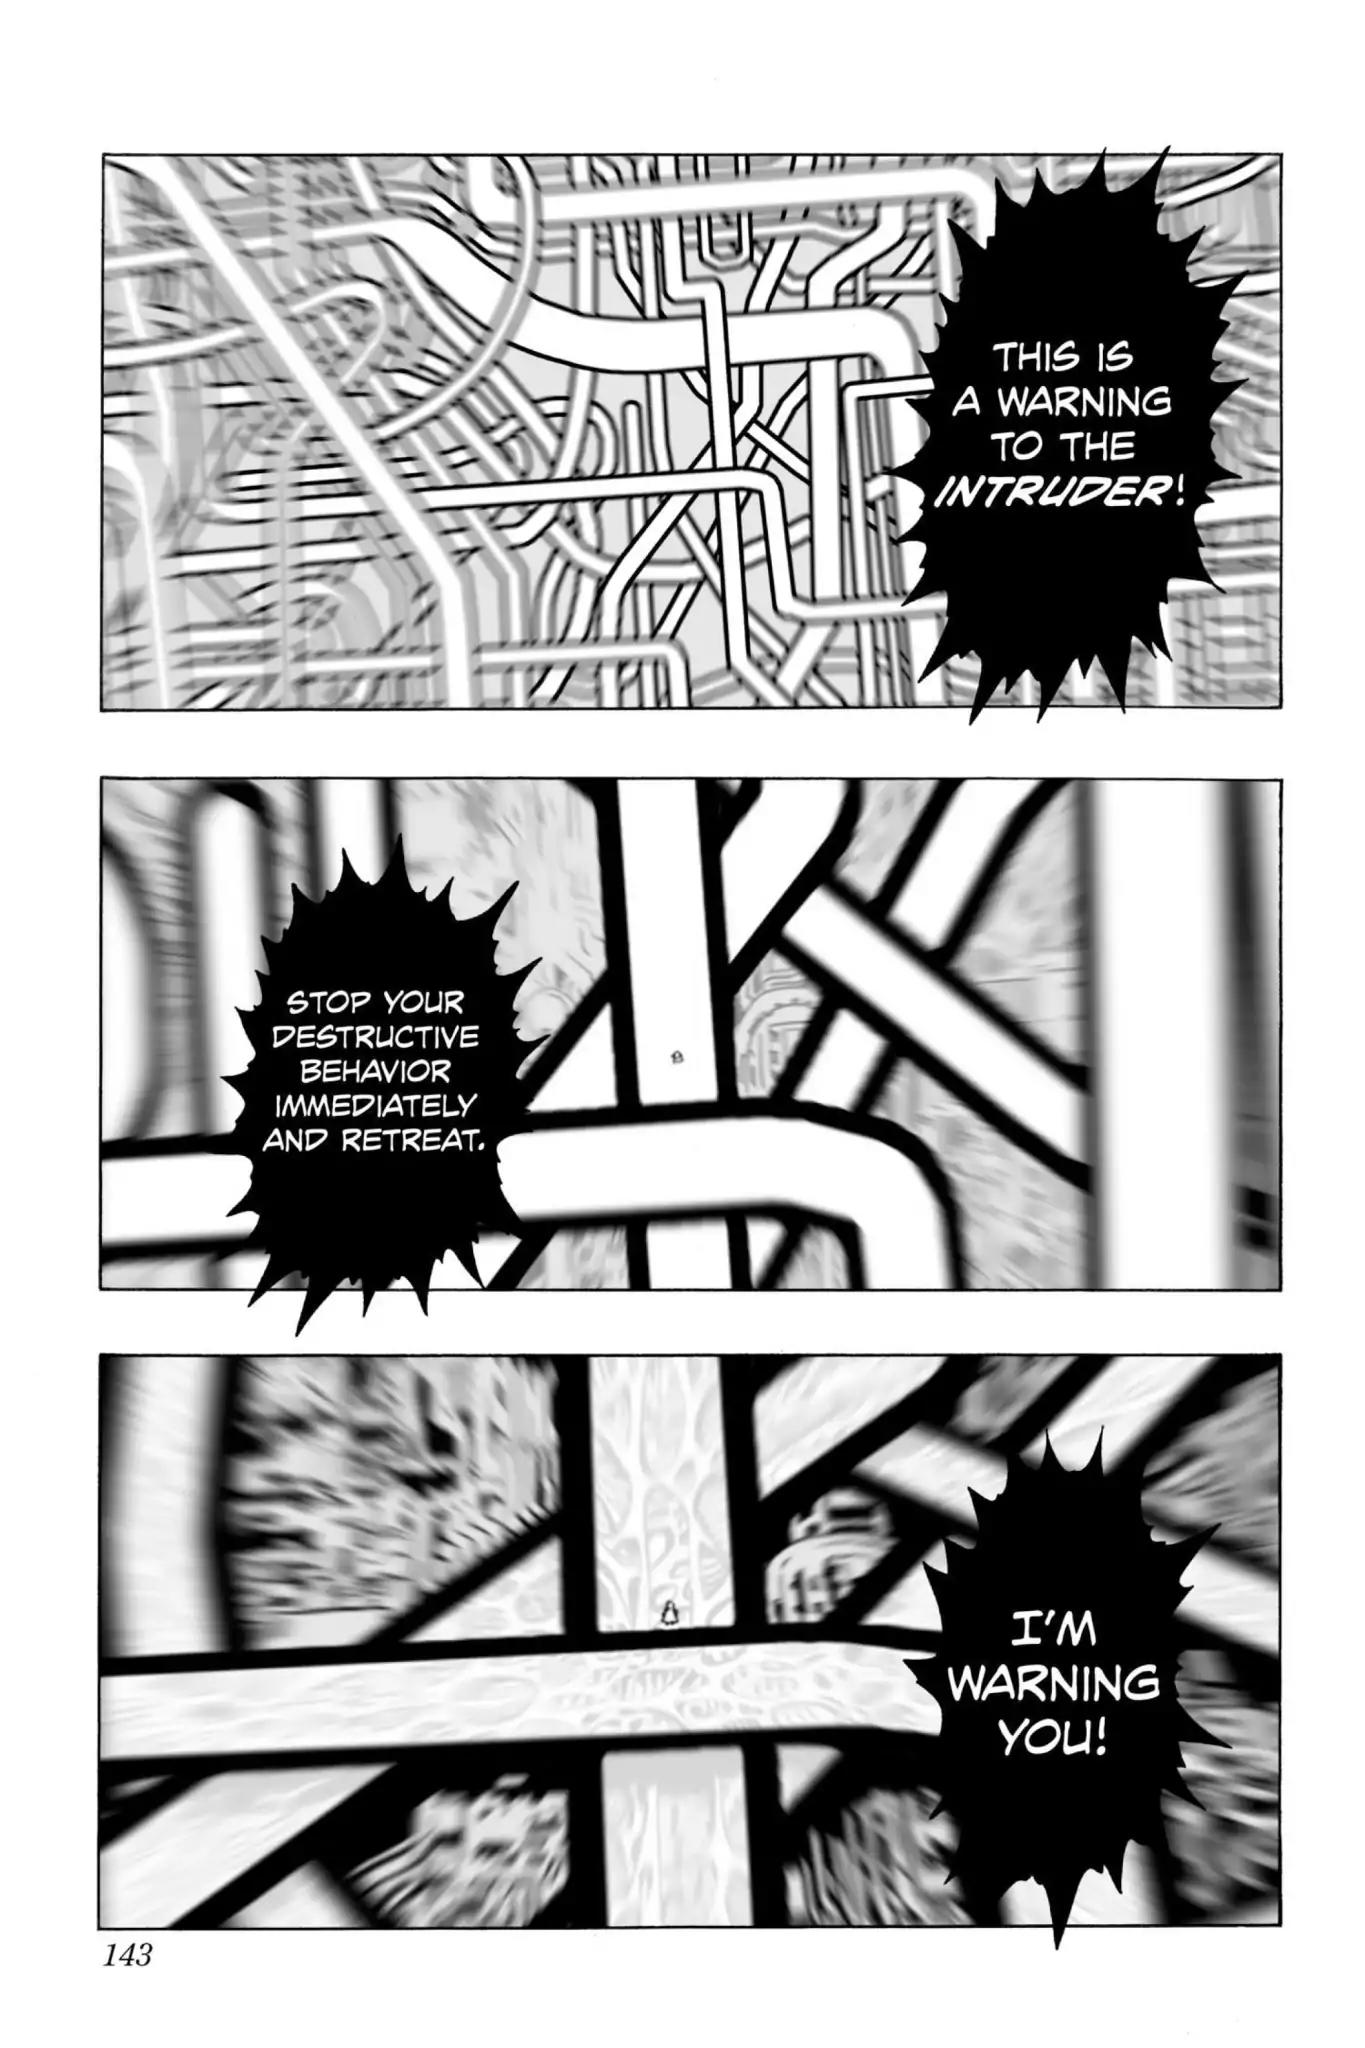 THIS IS
A WARNING
TO THE
INTRUDER!
STOP YOUR
DESTRUCTIVE
BEHAVIOR
IMMEDIATELY
AND RETREAT.
I'M
WARNING
YOU!
143